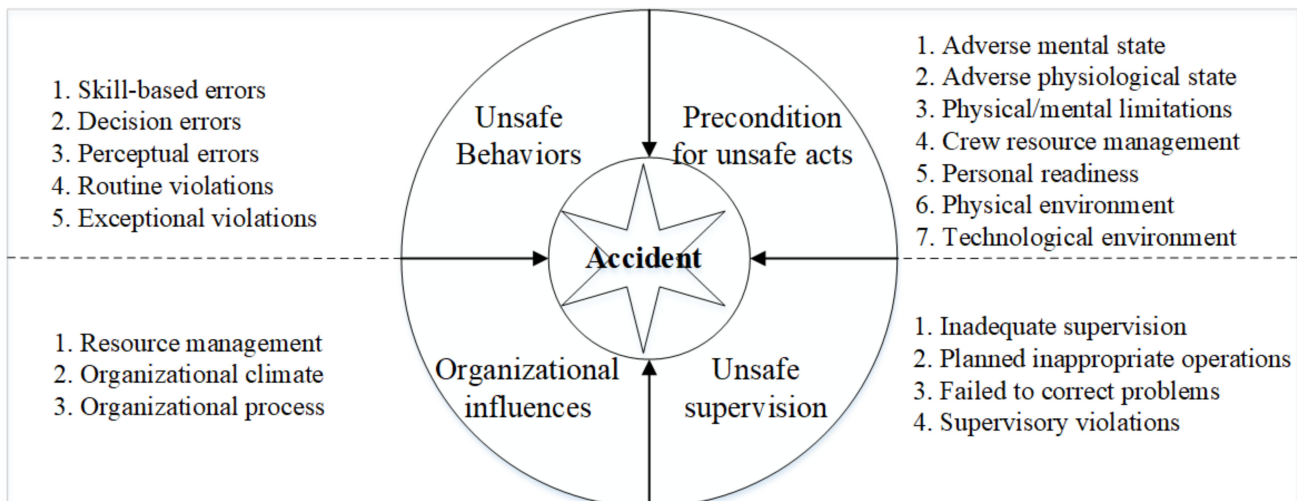 1. Skill-based errors
2. Decision errors
3. Perceptual errors
4. Routine violations
5. Exceptional violations
Unsafe
Behaviors
Precondition
for unsafe acts
1. Adverse mental state
2. Adverse physiological state
3. Physical/mental limitations
4. Crew resource management
5. Personal readiness
6. Physical environment
7. Technological environment
Accident
1. Resource management
2. Organizational climate
3. Organizational process
Organizational
influences
Unsafe
supervision
1. Inadequate supervision
2. Planned inappropriate operations
3. Failed to correct problems
4. Supervisory violations